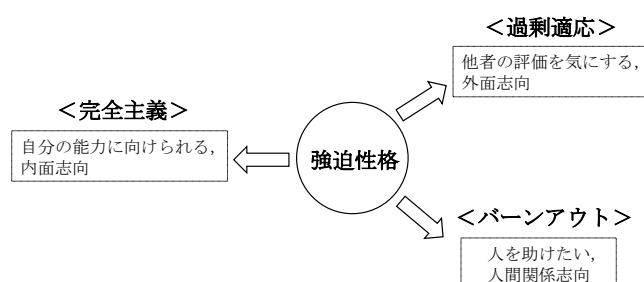 ＜過剰適応＞
他者の評価を気にする，
外面志向
＜完全主義＞
自分の能力に向けられる，
内面志向
強迫性格
＜バーンアウト＞
人を助けたい，
人間関係志向